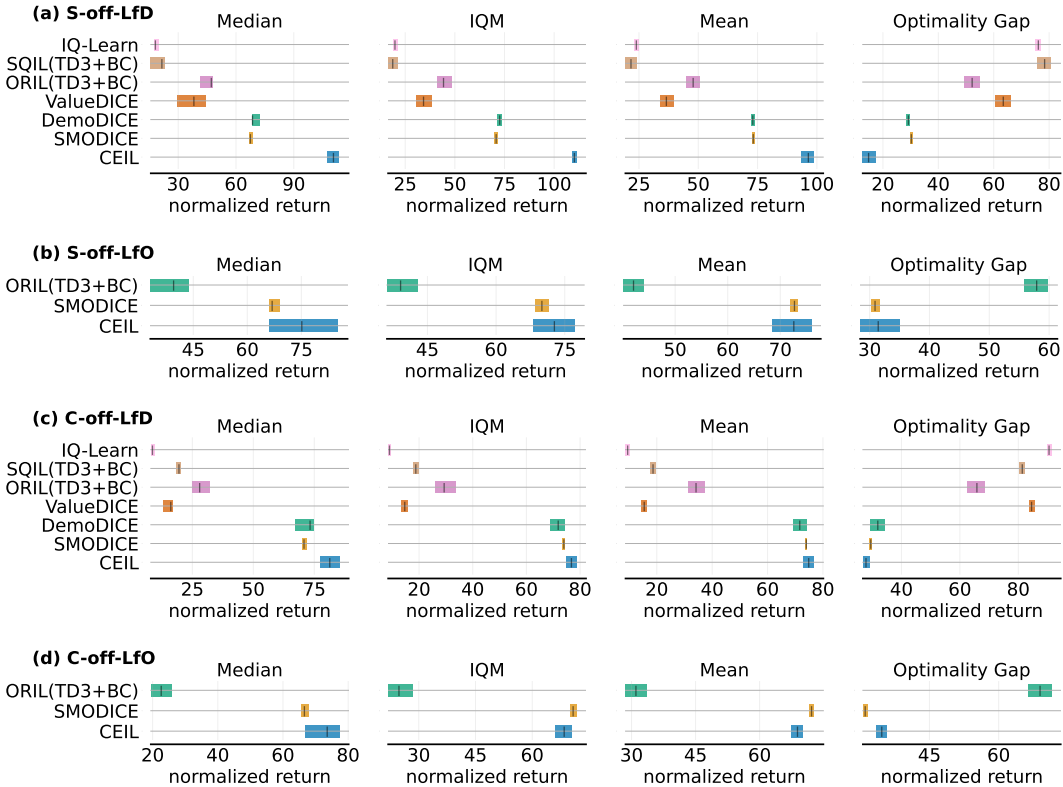 (a) S-off-LfD
Median IQM Mean Optimality Gap
IQ-Learn
SQIL(TD3+BC)
ORIL(TD3+BC)
ValueDICE
DemoDICE
SMODICE
CEIL
30 60 90 25 50 75 100 25 50 75 100 20 40 60 80
normalized return normalized return normalized return normalized return
(b) S-off-LfO
Median IQM Mean Optimality Gap
ORIL(TD3+BC)
SMODICE
CEIL
45 60 75 45 60 75 50 60 70 30 40 50 60
normalized return normalized return normalized return normalized return
(c) C-off-LfD
Median IQM Mean Optimality Gap
IQ-Learn
SQIL(TD3+BC)
ORIL(TD3+BC)
ValueDICE
DemoDICE
SMODICE
CEIL
25 50 75 20 40 60 80 20 40 60 80 40 60 80
normalized return normalized return normalized return normalized return
(d) C-off-LfO
Median IQM Mean Optimality Gap
ORIL(TD3+BC)
SMODICE
CEIL
20 40 60 80 30 45 60 30 45 60 45 60
normalized return normalized return normalized return normalized return